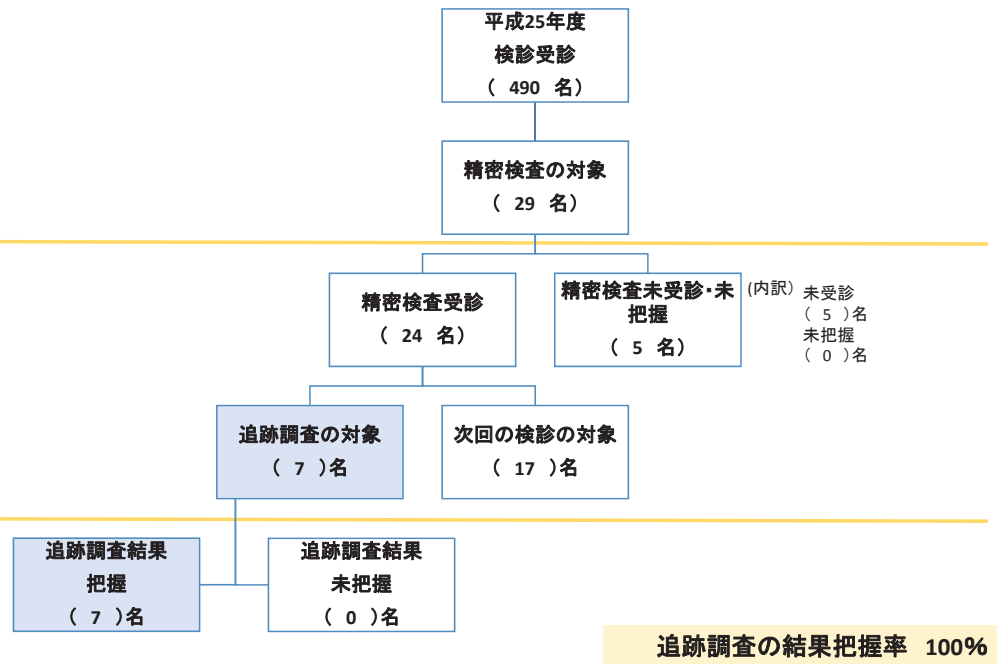 平成25年度
検診受診
( 490 名)
精密検査の対象
( 29 名)
精密検査受診
( 24 名)
精密検査未受診・未
把握
( 5 名)
(内訳) 未受診
( 5 )名
未把握
( 0 )名
追跡調査の対象
( 7 )名
次回の検診の対象
( 17 )名
追跡調査結果
把握
( 7 )名
追跡調査結果
未把握
( 0 )名
追跡調査の結果把握率 100%